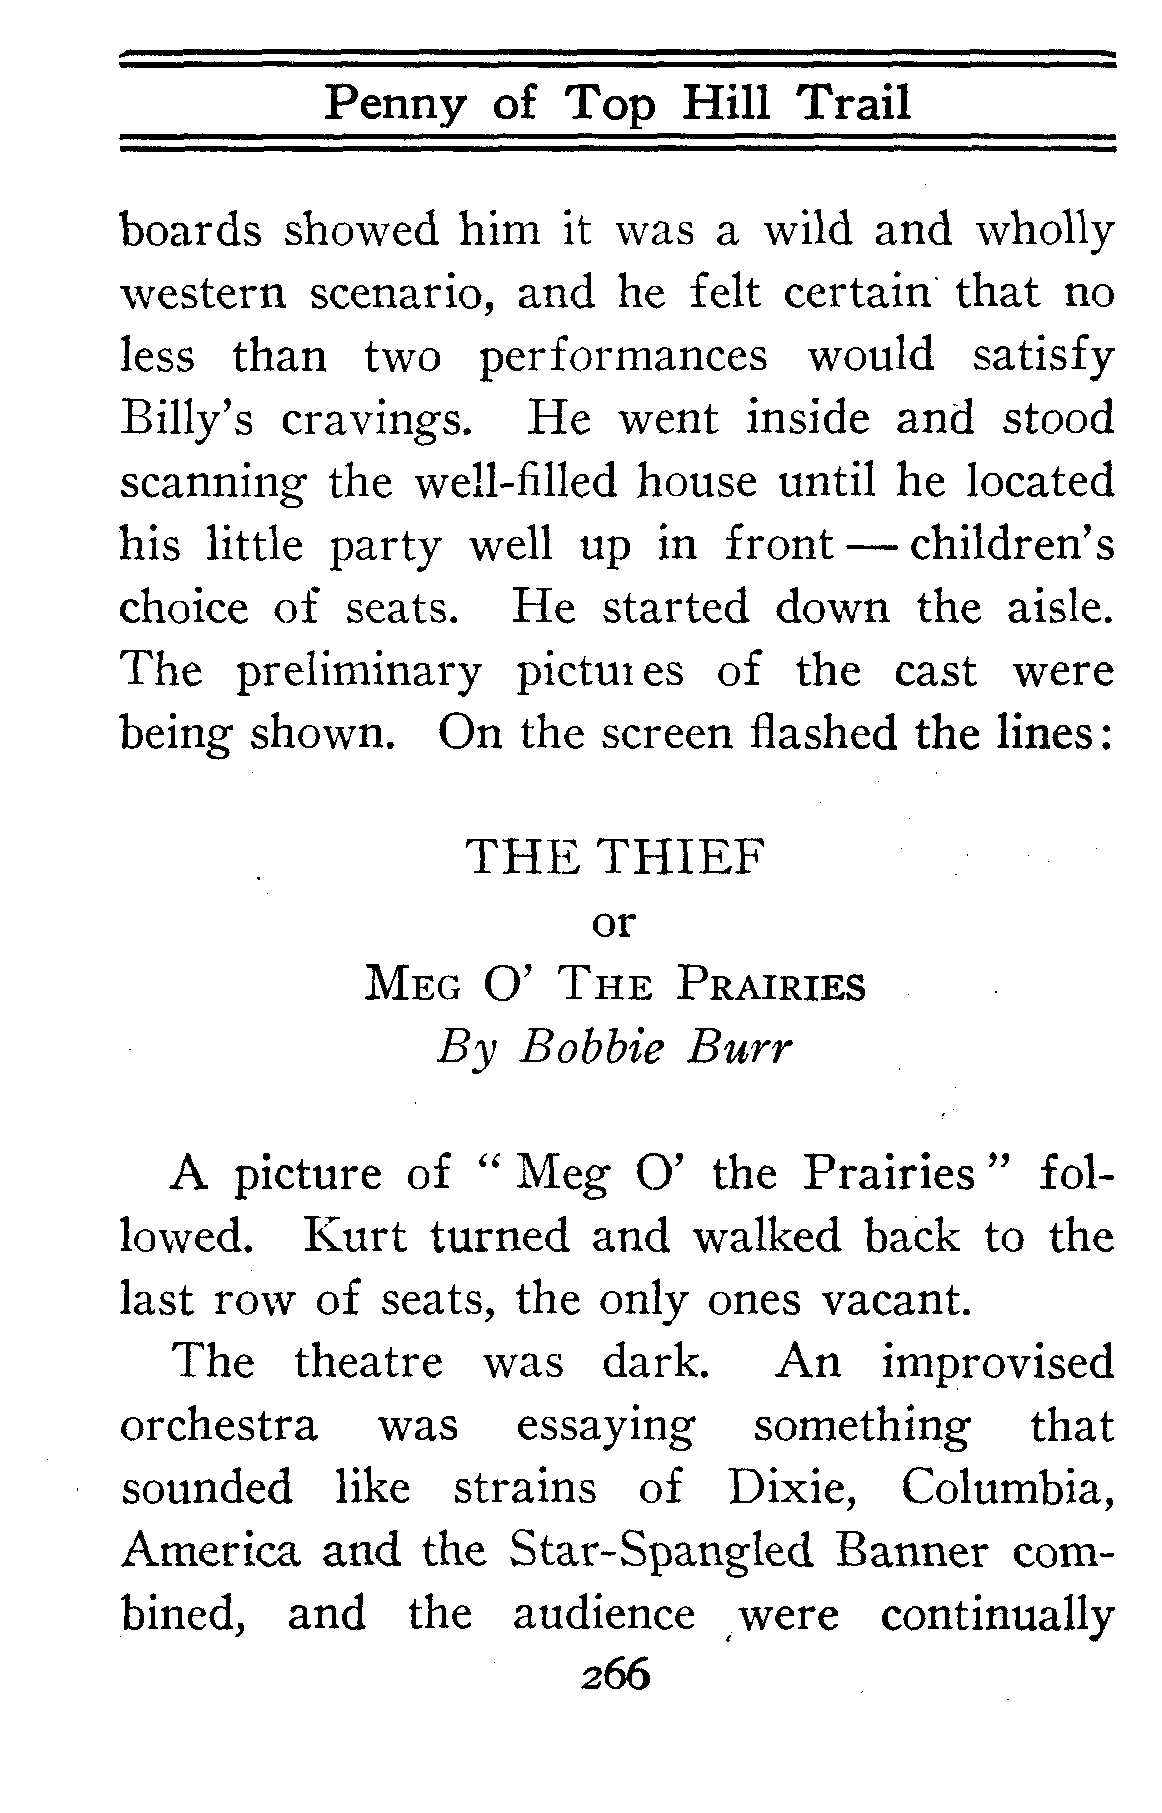 Penny of Top Hill Trail
boards showed him it was a wild and wholly
western scenario, and he felt certain that no
less than two performances would satisfy
Billy's cravings. He went inside and stood
scanning the well-filled house until he located
his little party well up in front — children's
choice of seats. He started down the aisle.
The preliminary pictures of the cast were
being shown. On the screen flashed the lines:
THE THIEF
or
MEG O' THE PRAIRIES
By Bobbie Burr
A picture of “ Meg O' the Prairies ” fol-
lowed. Kurt turned and walked back to the
last row of seats, the only ones vacant.
The theatre was dark. An improvised
orchestra was essaying something that
sounded like strains of Dixie, Columbia,
America and the Star-Spangled Banner com-
bined, and the audience were continually
266